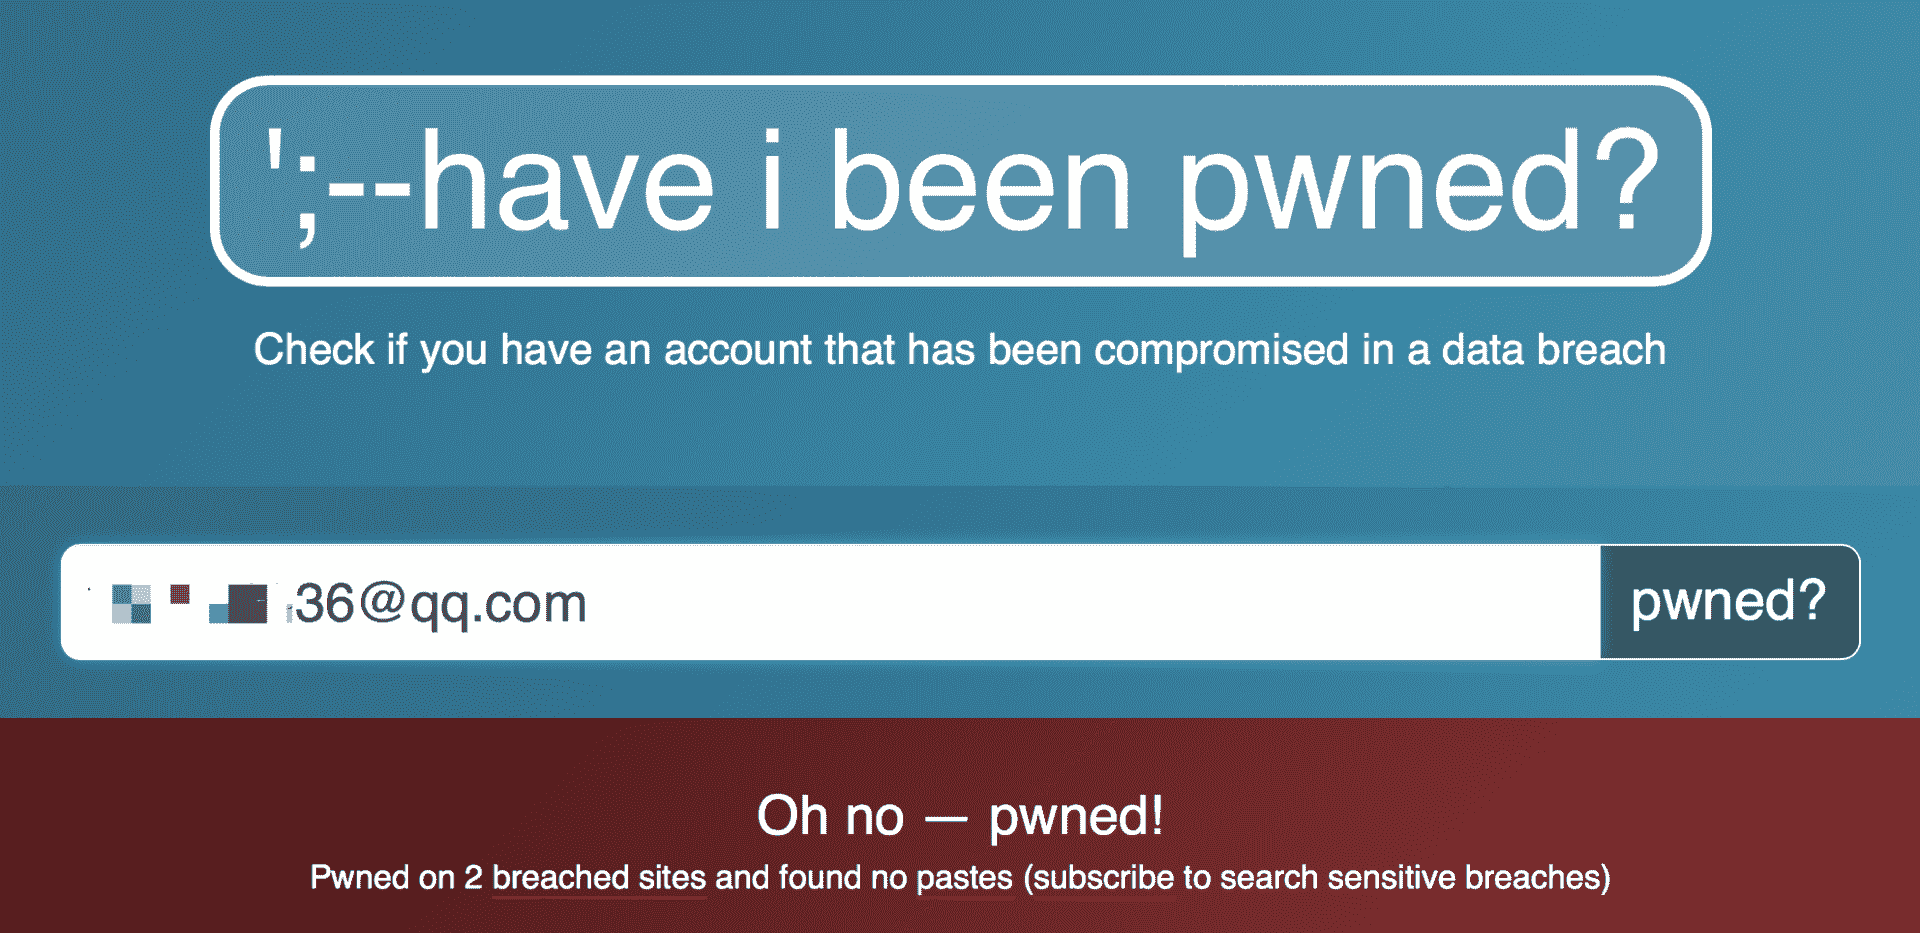 ';--have i been pwned?
Check if you have an account that has been compromised in a data breach
36@qq.com
pwned?
Oh no — pwned!
Pwned on 2 breached sites and found no pastes (subscribe to search sensitive breaches)